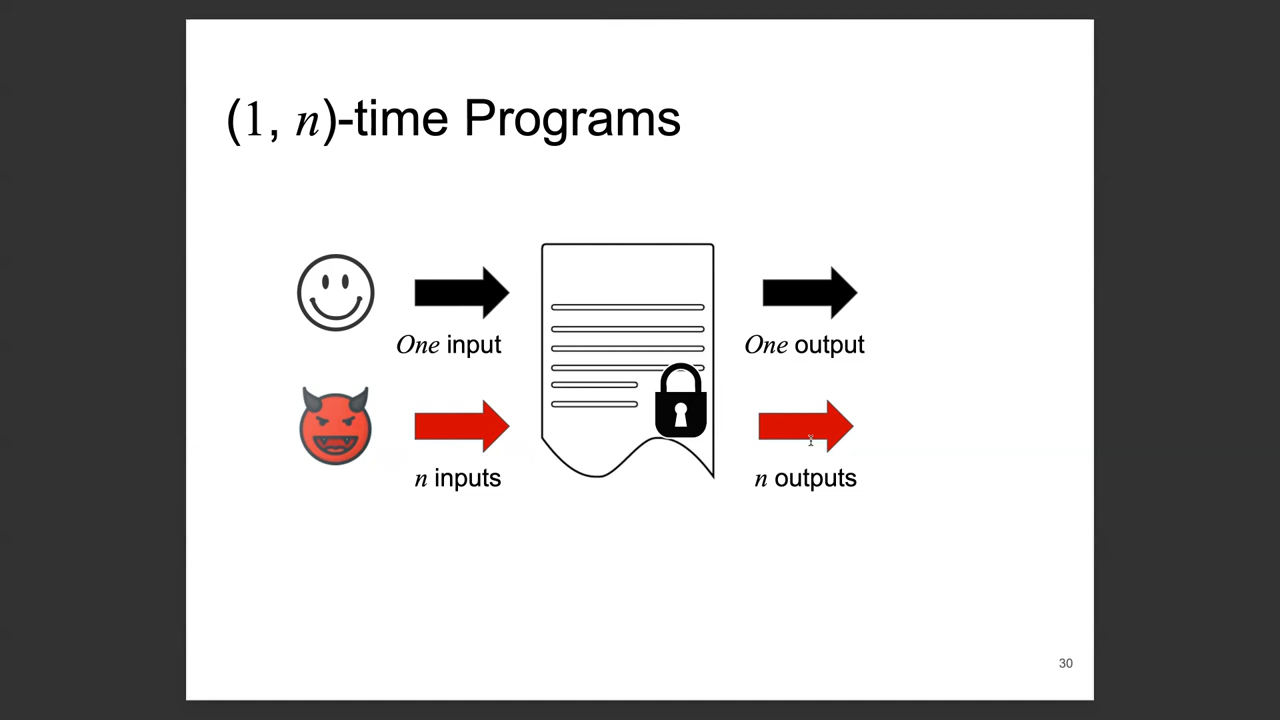 (1, n)-time Programs
One input
One output
n inputs
n outputs
30